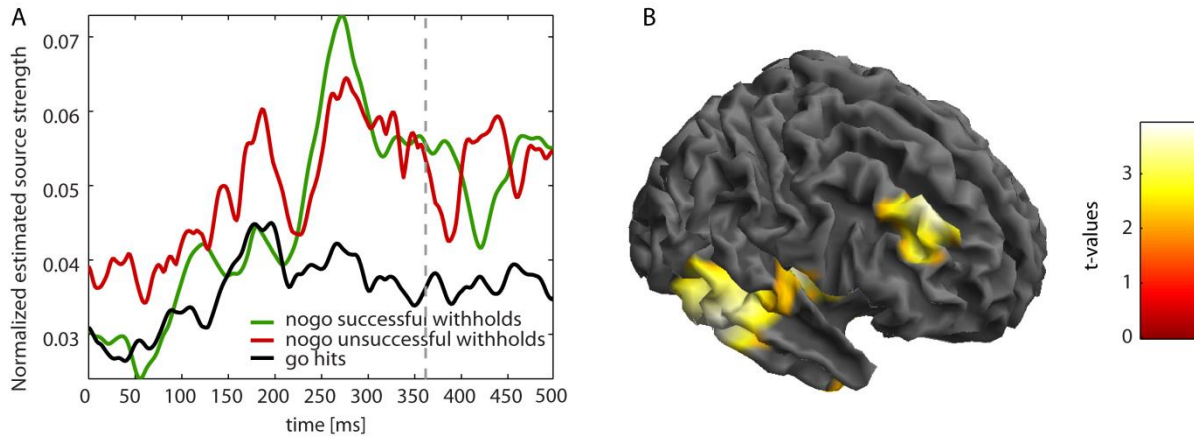 A
Normalized estimated source strength
0.07
0.06
0.05
0.04
0.03
nogo successful withholds
nogo unsuccessful withholds
go hits
0 50 100 150 200 250 300 350 400 450 500
time [ms]
B
t-values
3
2
1
0